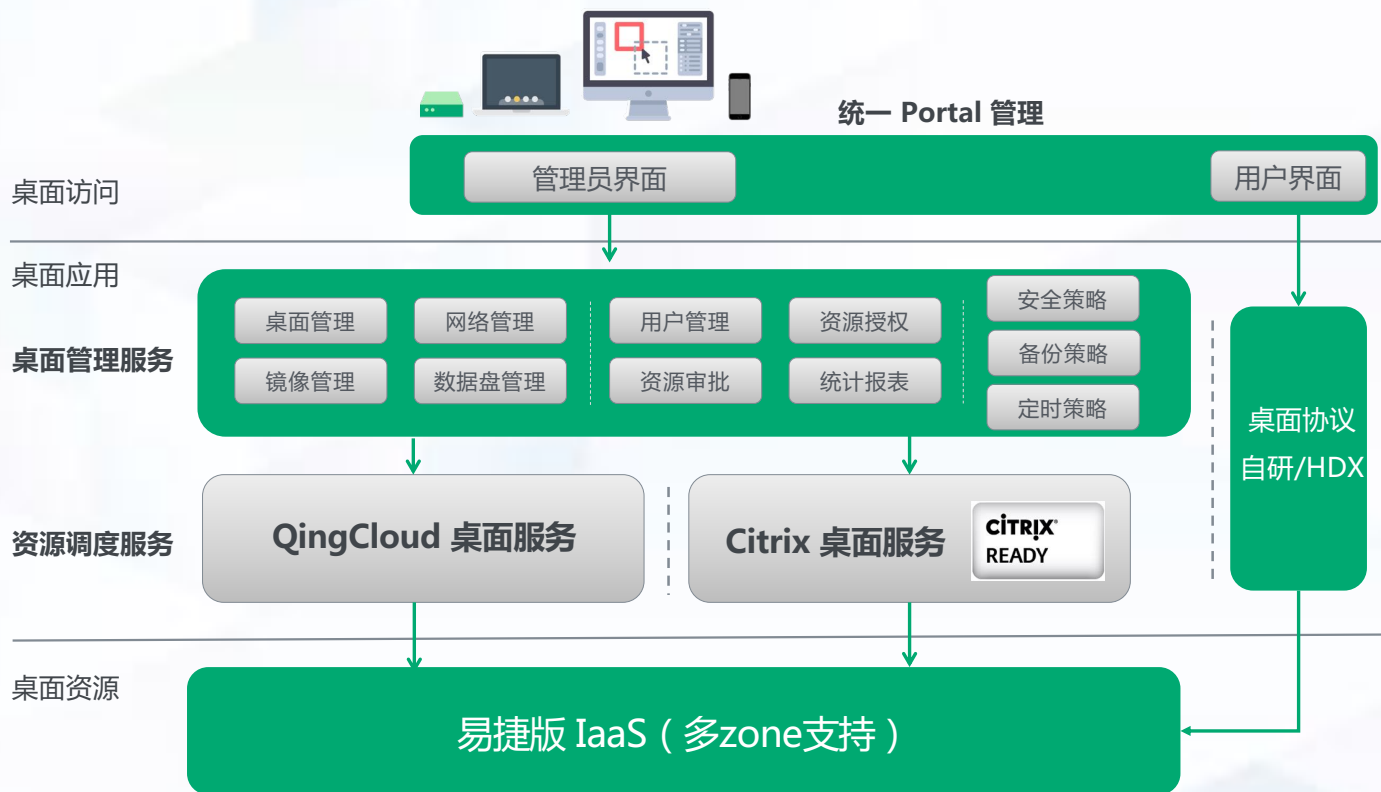 统一 Portal 管理
管理员界面
用户界面
桌面访问
桌面应用
桌面管理服务
桌面管理
网络管理
用户管理
资源授权
安全策略
备份策略
定时策略
镜像管理
数据盘管理
资源审批
统计报表
桌面协议
自研/HDX
资源调度服务
QingCloud 桌面服务
Citrix 桌面服务
CİTRIX®
READY
桌面资源
易捷版 IaaS（多zone支持）